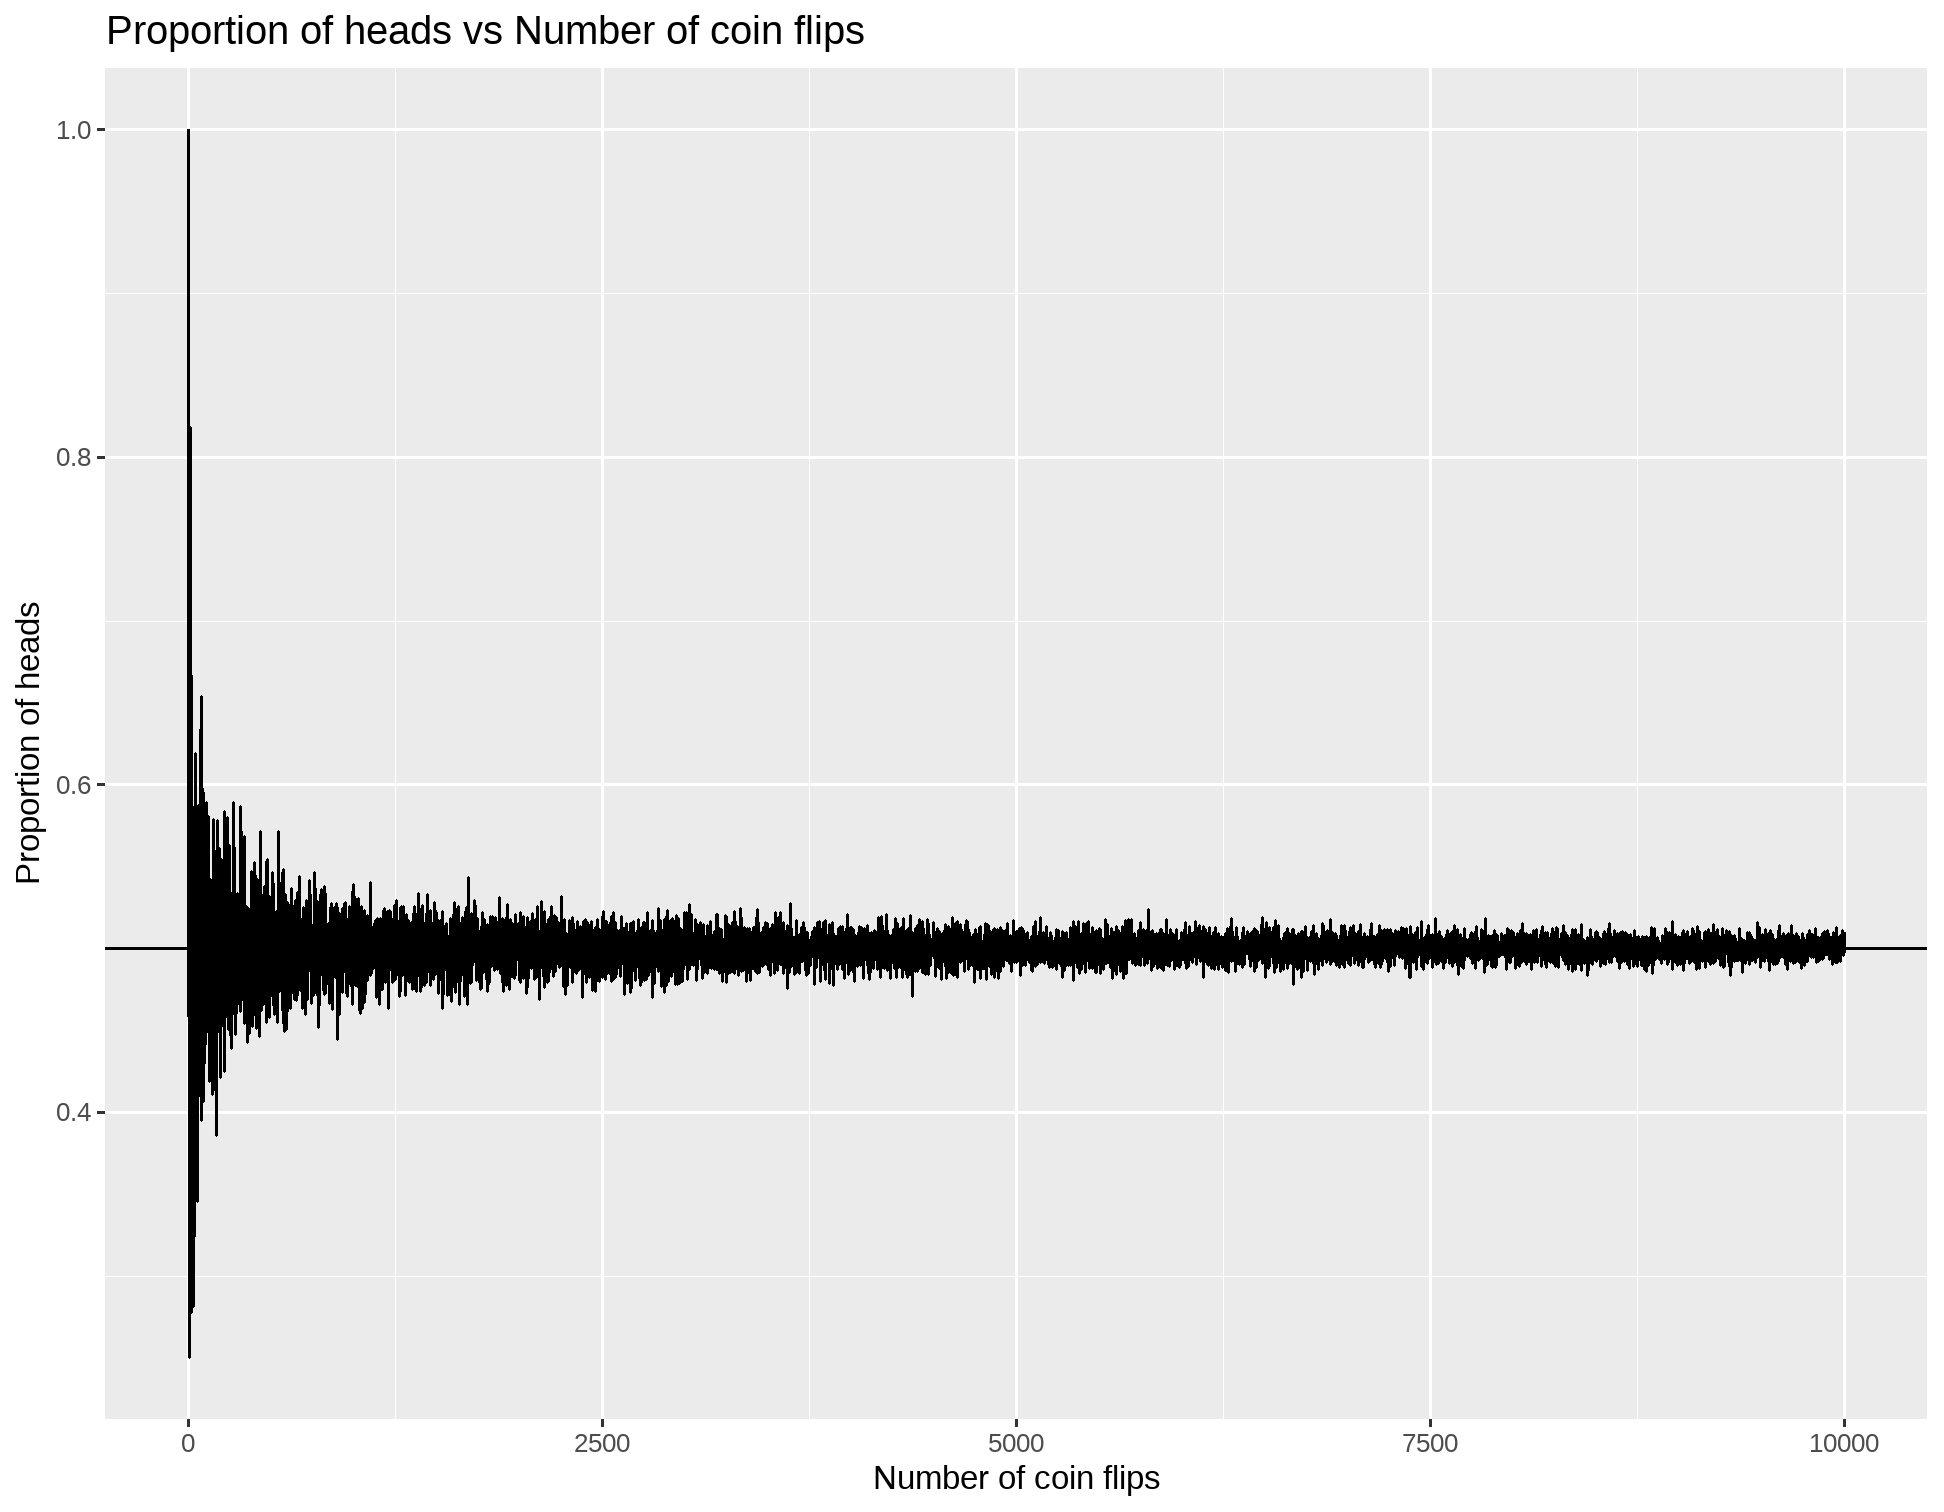 Proportion of heads vs Number of coin flips
Proportion of heads
1.0
0.8
0.6
0.4
0 2500 5000 7500 10000
Number of coin flips